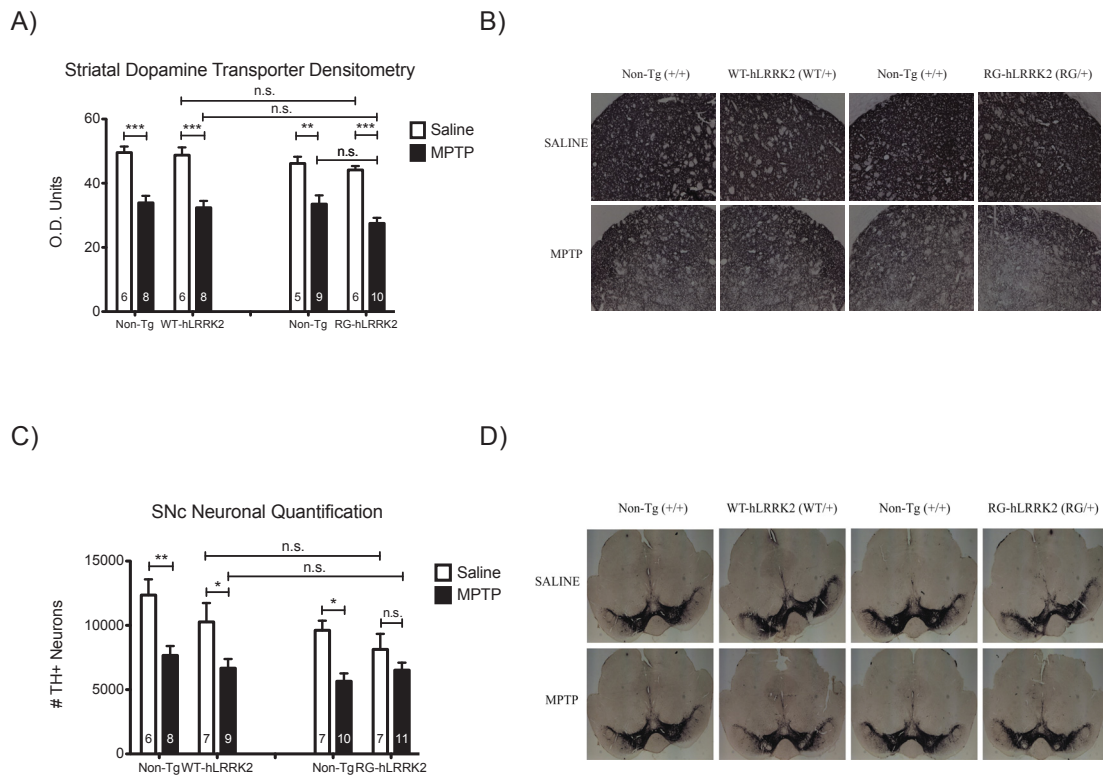 A)
Striatal Dopamine Transporter Densitometry
n.s.
n.s.
*** *** ** ***
n.s.
Saline
MPTP
60
40
20
0
O.D. Units
6 8 6 8 5 9 6 10
Non-Tg WT-hLRRK2 Non-Tg RG-hLRRK2
B)
Non-Tg (+/+) WT-hLRRK2 (WT/+) Non-Tg (+/+) RG-hLRRK2 (RG/+)
SALINE
MPTP
C)
SNc Neuronal Quantification
n.s.
n.s.
** * * n.s.
Saline
MPTP
15000
10000
5000
0
# TH+ Neurons
6 8 7 9 7 10 7 11
Non-Tg WT-hLRRK2 Non-Tg RG-hLRRK2
D)
Non-Tg (+/+) WT-hLRRK2 (WT/+) Non-Tg (+/+) RG-hLRRK2 (RG/+)
SALINE
MPTP